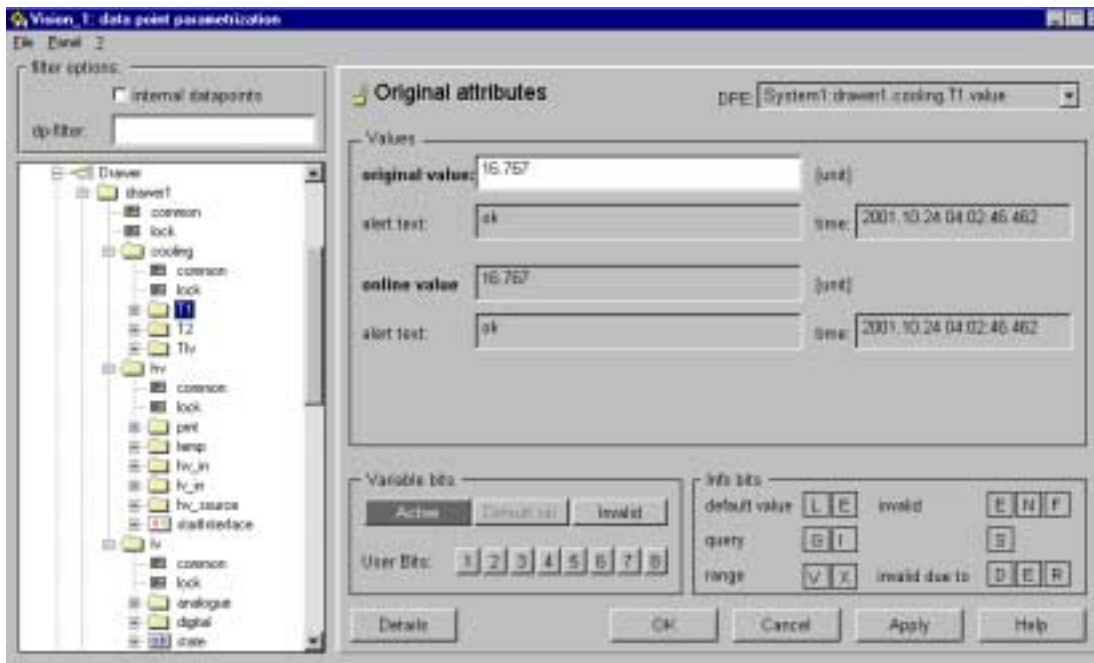 Vision_1: data point parametrization
File Panel ?
filter options:
internal datapoints
dp-filter:
Drawer
drawer1
common
lock
cooling
common
lock
T1
T2
Tlv
hv
common
lock
pmt
temp
hv_in
lv_in
hv_source
startInterface
lv
common
lock
analogue
digital
state
Original attributes
DPE: System1:drawer1.cooling.T1.value
Values
original value: 16.767 [unit]
alert text: ok time: 2001.10.24 04:02:46.462
online value 16.767 [unit]
alert text: ok time: 2001.10.24 04:02:46.462
Variable bits
Active Default val Invalid
User Bits: 1 2 3 4 5 6 7 8
Info bits
default value L E invalid E N F
query G I S
range V X invalid due to D E R
Details OK Cancel Apply Help